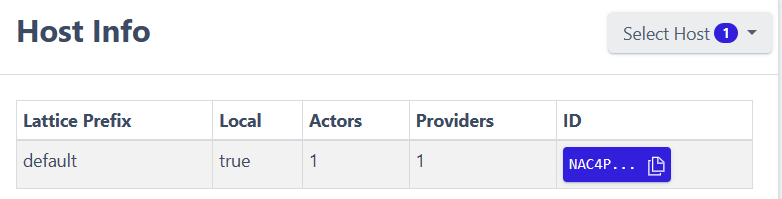 Host Info
Select Host 1
Lattice Prefix Local Actors Providers ID
default true 1 1 NAC4P...